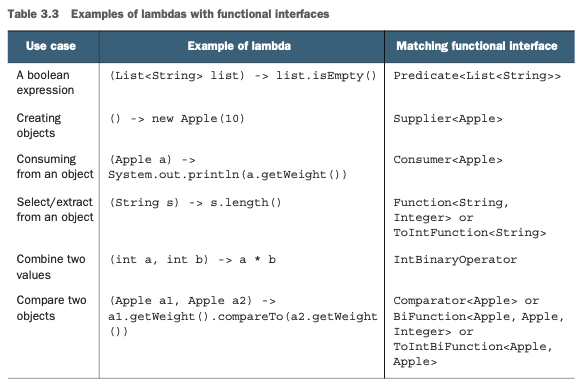 Table 3.3 Examples of lambdas with functional interfaces
Use case
Example of lambda
Matching functional interface
A boolean
expression
(List<String> list) -> list.isEmpty()
Predicate<List<String>>
Creating
objects
() -> new Apple(10)
Supplier<Apple>
Consuming
from an object
(Apple a) ->
System.out.println(a.getWeight())
Consumer<Apple>
Select/extract
from an object
(String s) -> s.length()
Function<String,
Integer> or
ToIntFunction<String>
Combine two
values
(int a, int b) -> a * b
IntBinaryOperator
Compare two
objects
(Apple a1, Apple a2) ->
a1.getWeight().compareTo(a2.getWeight
())
Comparator<Apple> or
BiFunction<Apple, Apple,
Integer> or
ToIntBiFunction<Apple,
Apple>